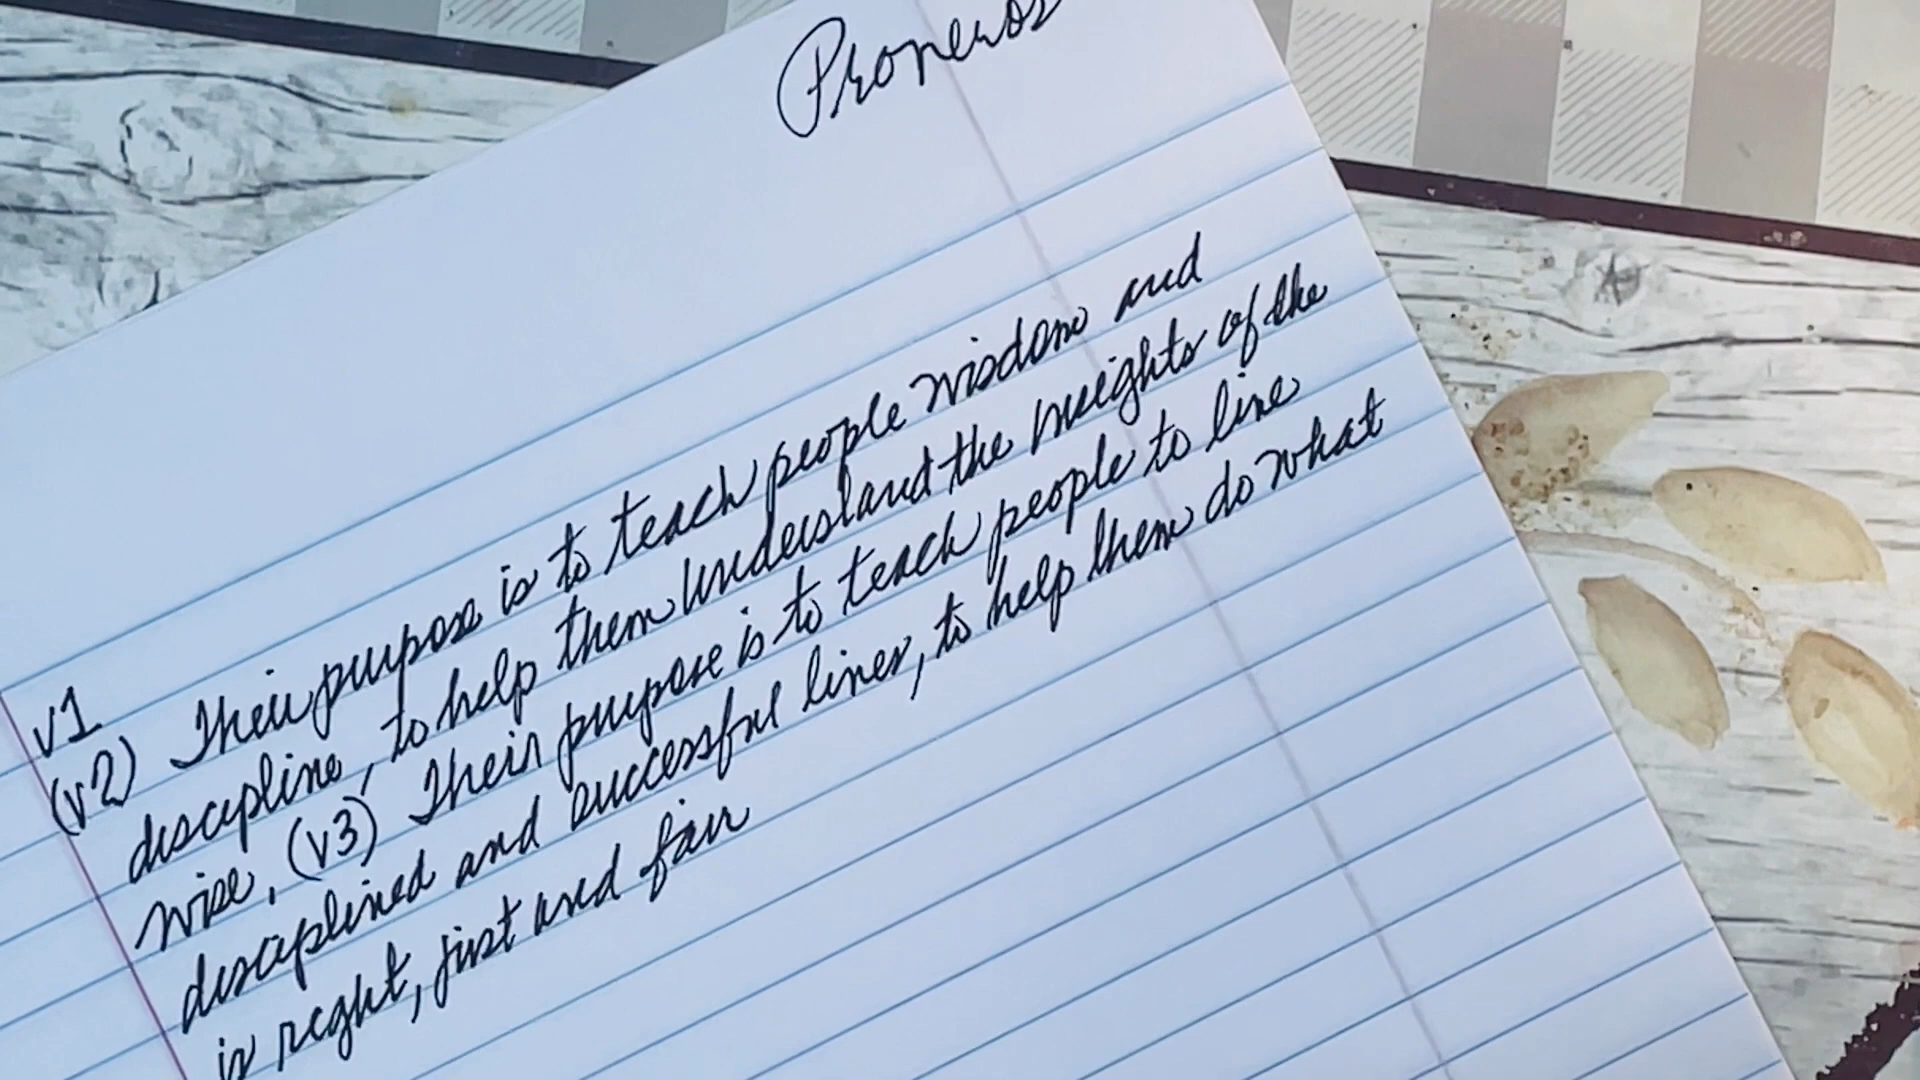 Proverbs
v1
(v2) Their purpose is to teach people wisdom and
discipline, to help them understand the insights of the
wise. (v3) Their purpose is to teach people to live
disciplined and successful lives, to help them do what
is right, just and fair